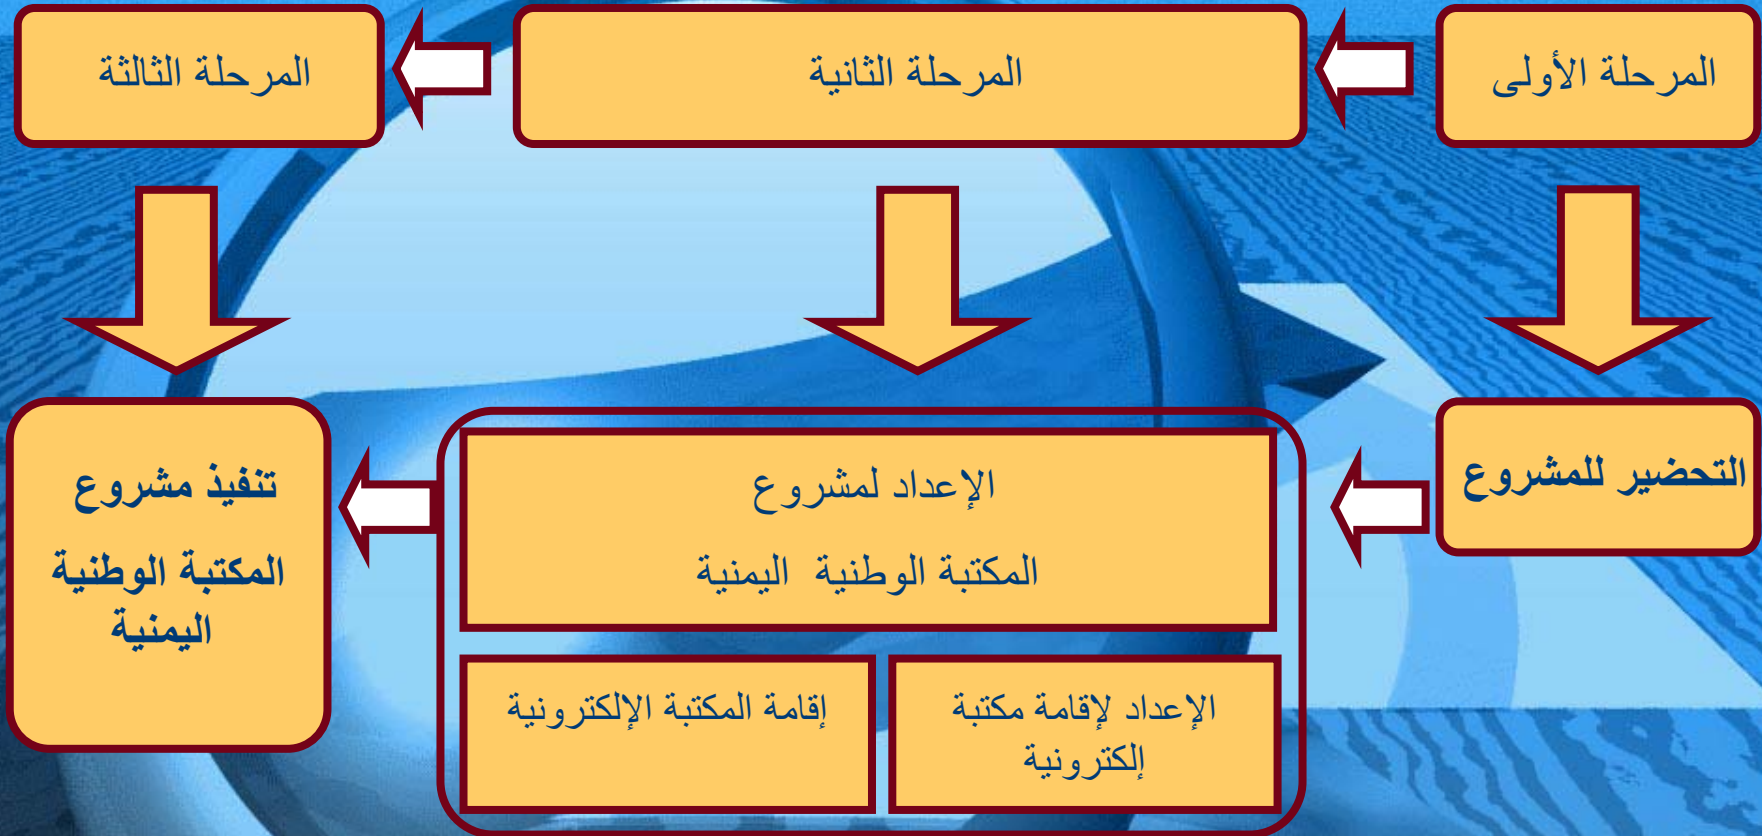 المرحلة الأولى
المرحلة الثانية
المرحلة الثالثة
التحضير للمشروع
الإعداد لمشروع
المكتبة الوطنية اليمنية
الإعداد لإقامة مكتبة
إلكترونية
إقامة المكتبة الإلكترونية
تنفيذ مشروع
المكتبة الوطنية
اليمنية